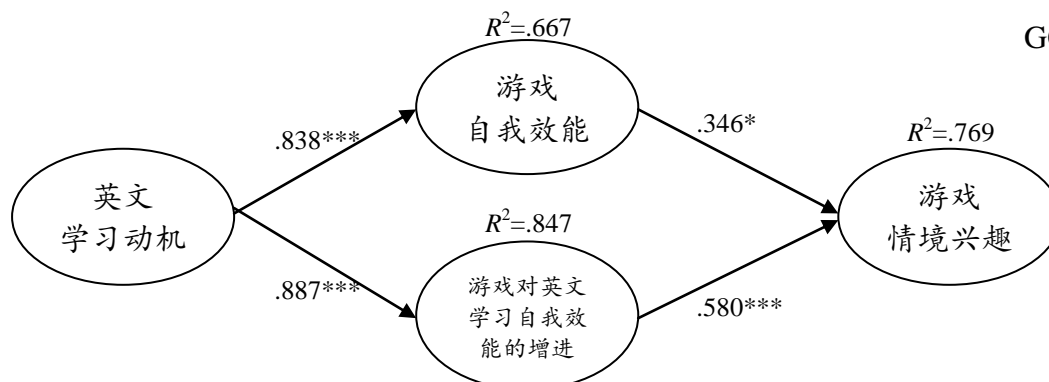 R²=.667
GG
游戏
自我效能
.838***
.346*
R²=.769
英文
学习动机
游戏
情境兴趣
R²=.847
.887***
游戏对英文
学习自我效
能的增进
.580***